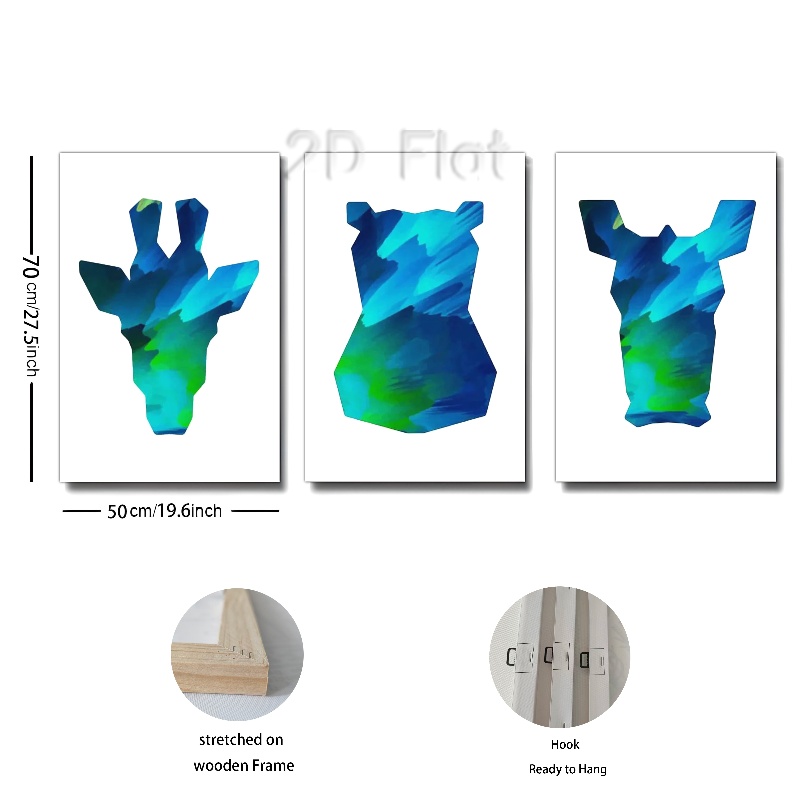 2D Flat
70 cm/27.5inch
50cm/19.6inch
stretched on
wooden Frame
Hook
Ready to Hang